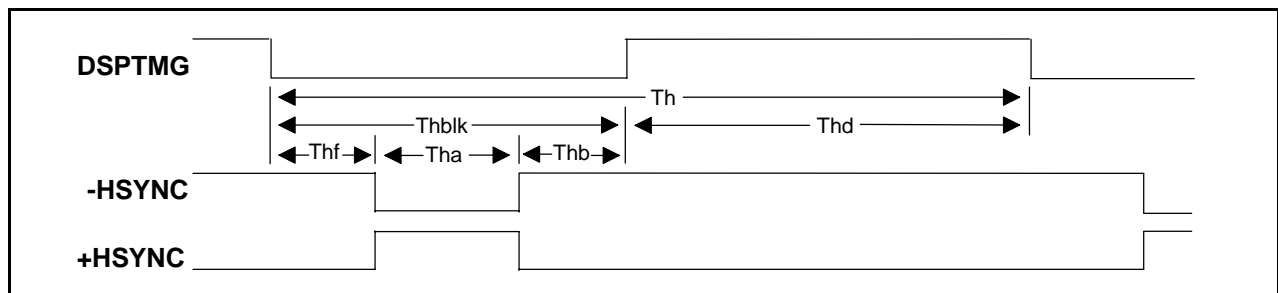 DSPTMG
Th
Thblk
Thd
Thf
Tha
Thb
-HSYNC
+HSYNC